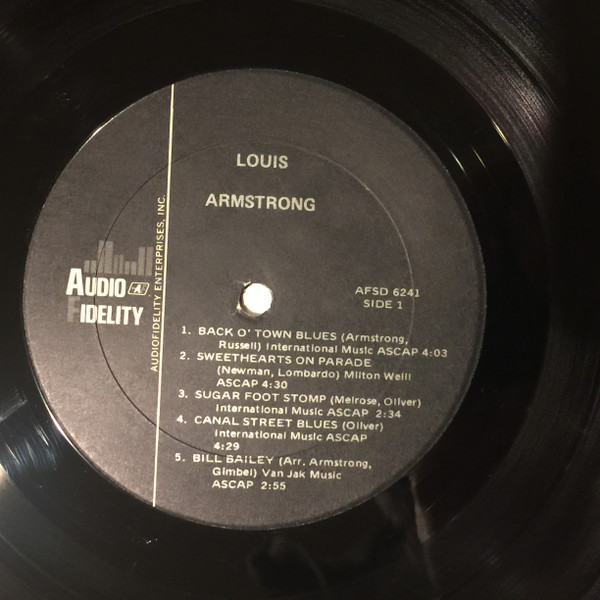 LOUIS
ARMSTRONG
AUDIOFIDELITY ENTERPRISES, INC.
AUDIO
FIDELITY
AFSD 6241
SIDE 1
1. BACK O' TOWN BLUES (Armstrong,
Russell) International Music ASCAP 4:03
2. SWEETHEARTS ON PARADE
(Newman, Lombardo) Milton Weill
ASCAP 4:30
3. SUGAR FOOT STOMP (Melrose, Oliver)
International Music ASCAP 2:34
4. CANAL STREET BLUES (Oliver)
International Music ASCAP
4:29
5. BILL BAILEY (Arr. Armstrong,
Gimbel) Van Jak Music
ASCAP 2:55